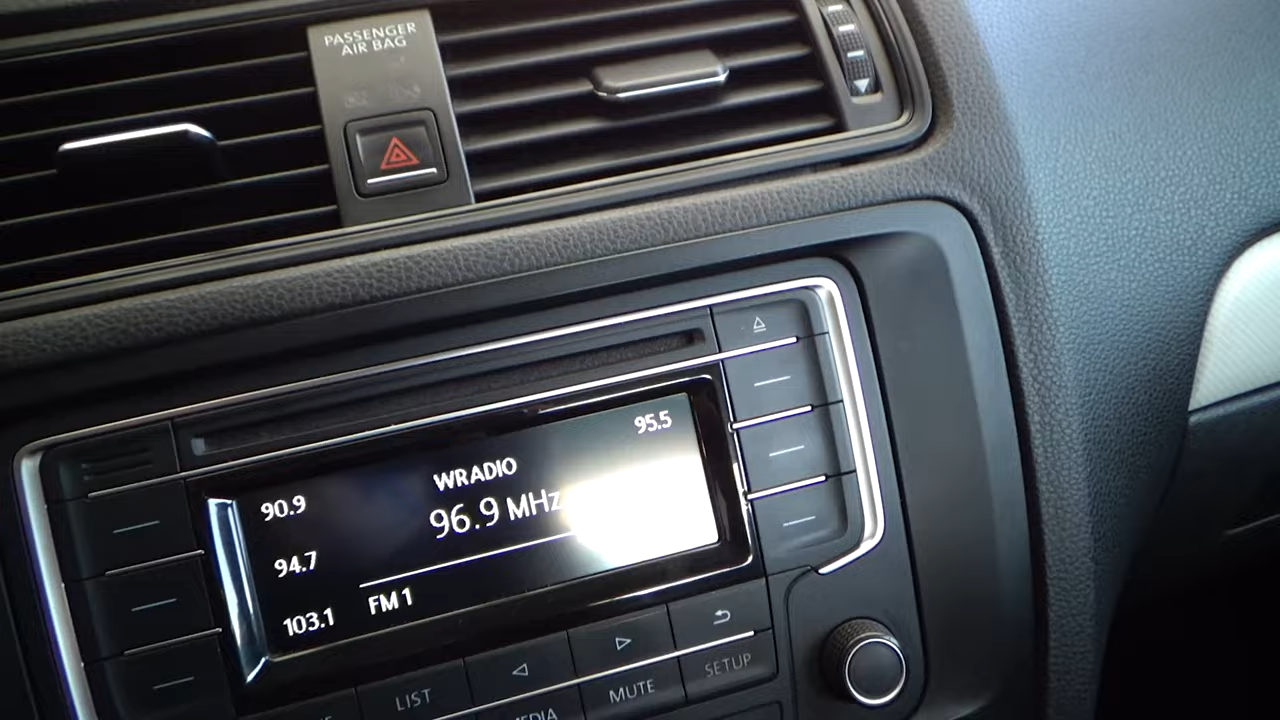 PASSENGER
AIR BAG
95.5
WRADIO
90.9
96.9 MHz
94.7
103.1
FM 1
LIST
MUTE
SETUP